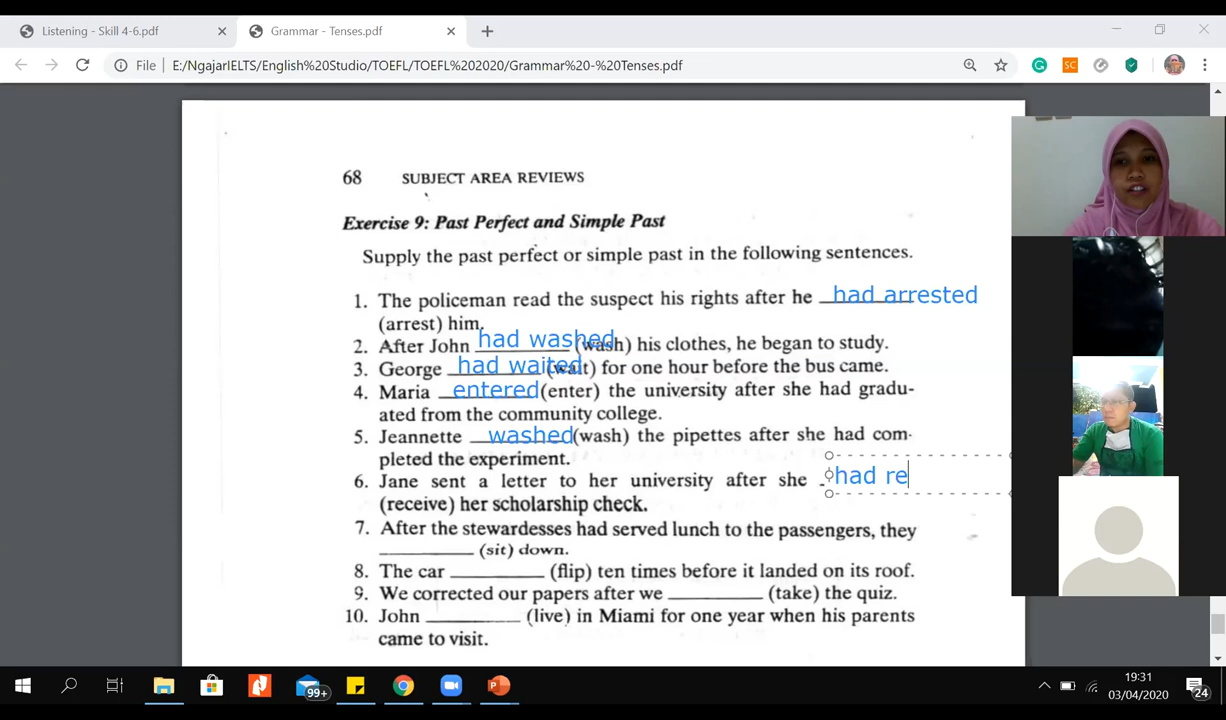 Listening - Skill 4-6.pdf
Grammar - Tenses.pdf
File E:/NgajarIELTS/English%20Studio/TOEFL/TOEFL%202020/Grammar%20-%20Tenses.pdf
68 SUBJECT AREA REVIEWS
Exercise 9: Past Perfect and Simple Past
Supply the past perfect or simple past in the following sentences.
1. The policeman read the suspect his rights after he had arrested
(arrest) him.
2. After John had washed (wash) his clothes, he began to study.
3. George had waited (wait) for one hour before the bus came.
4. Maria entered (enter) the university after she had gradu-
ated from the community college.
5. Jeannette washed (wash) the pipettes after she had com-
pleted the experiment.
6. Jane sent a letter to her university after she had re
(receive) her scholarship check.
7. After the stewardesses had served lunch to the passengers, they
________ (sit) down.
8. The car ________ (flip) ten times before it landed on its roof.
9. We corrected our papers after we ________ (take) the quiz.
10. John ________ (live) in Miami for one year when his parents
came to visit.
SC
99+
19:31
03/04/2020
24